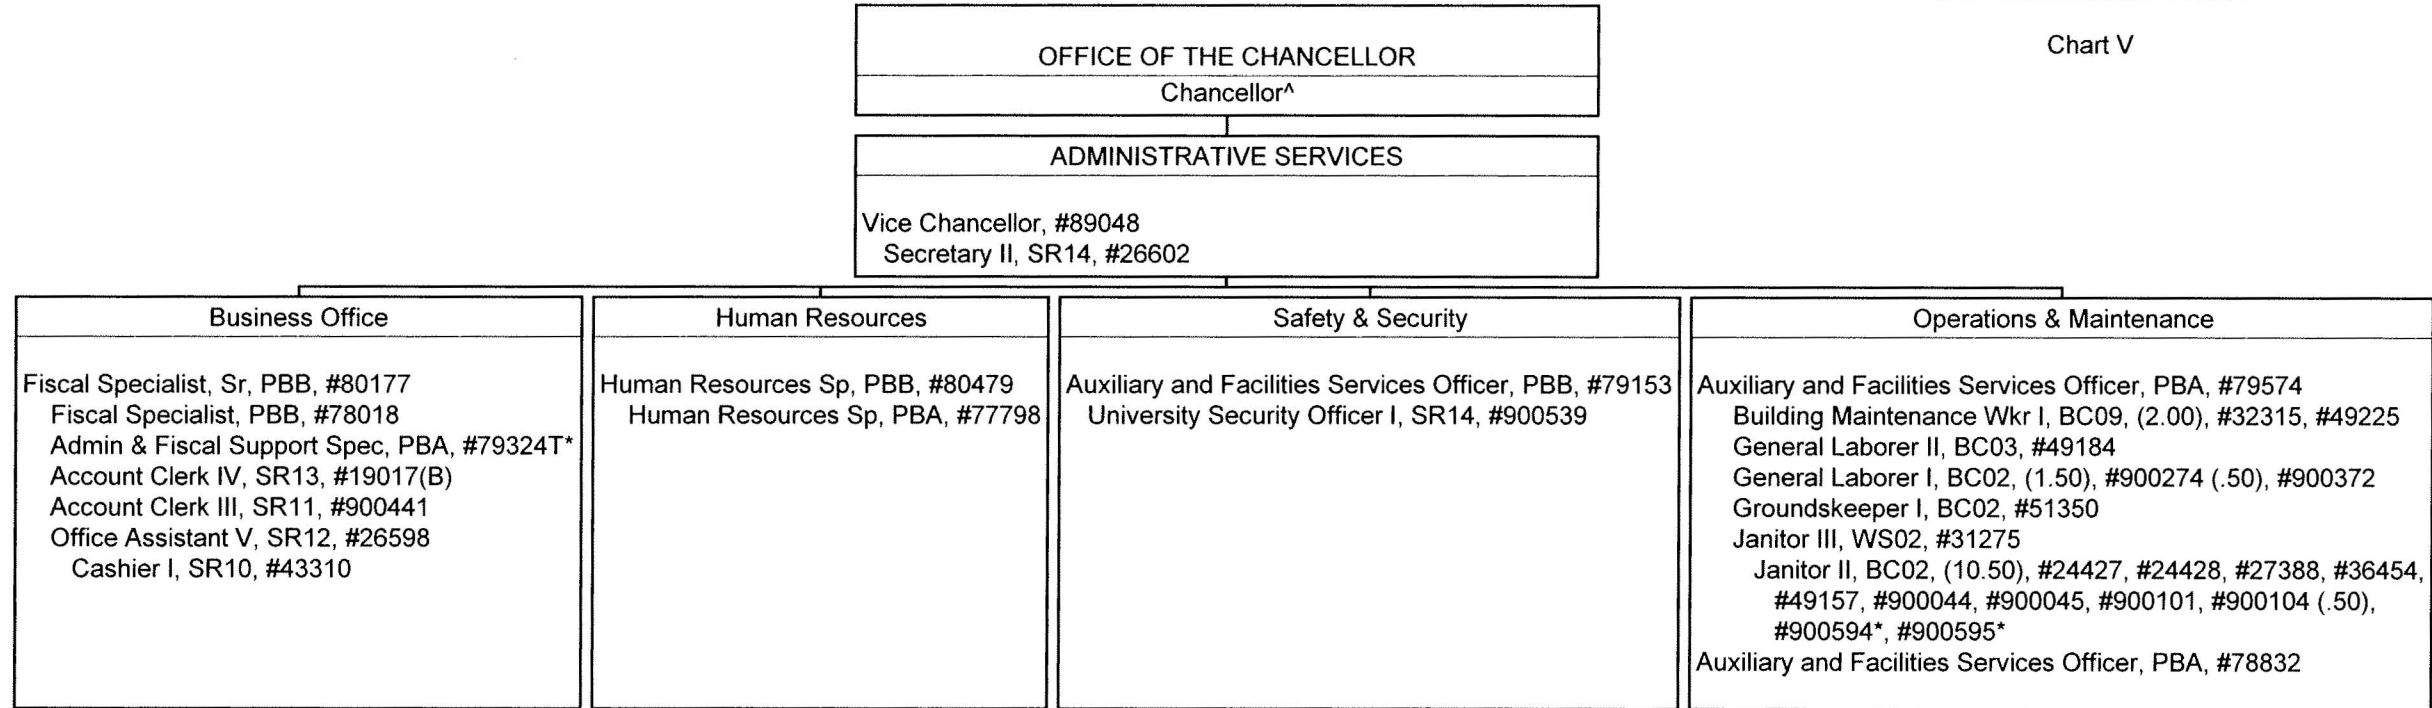 Chart V
OFFICE OF THE CHANCELLOR
Chancellor^
ADMINISTRATIVE SERVICES
Vice Chancellor, #89048
Secretary II, SR14, #26602
Business Office
Fiscal Specialist, Sr, PBB, #80177
Fiscal Specialist, PBB, #78018
Admin & Fiscal Support Spec, PBA, #79324T*
Account Clerk IV, SR13, #19017(B)
Account Clerk III, SR11, #900441
Office Assistant V, SR12, #26598
Cashier I, SR10, #43310
Human Resources
Human Resources Sp, PBB, #80479
Human Resources Sp, PBA, #77798
Safety & Security
Auxiliary and Facilities Services Officer, PBB, #79153
University Security Officer I, SR14, #900539
Operations & Maintenance
Auxiliary and Facilities Services Officer, PBA, #79574
Building Maintenance Wkr I, BC09, (2.00), #32315, #49225
General Laborer II, BC03, #49184
General Laborer I, BC02, (1.50), #900274 (.50), #900372
Groundskeeper I, BC02, #51350
Janitor III, WS02, #31275
Janitor II, BC02, (10.50), #24427, #24428, #27388, #36454,
#49157, #900044, #900045, #900101, #900104 (.50),
#900594*, #900595*
Auxiliary and Facilities Services Officer, PBA, #78832